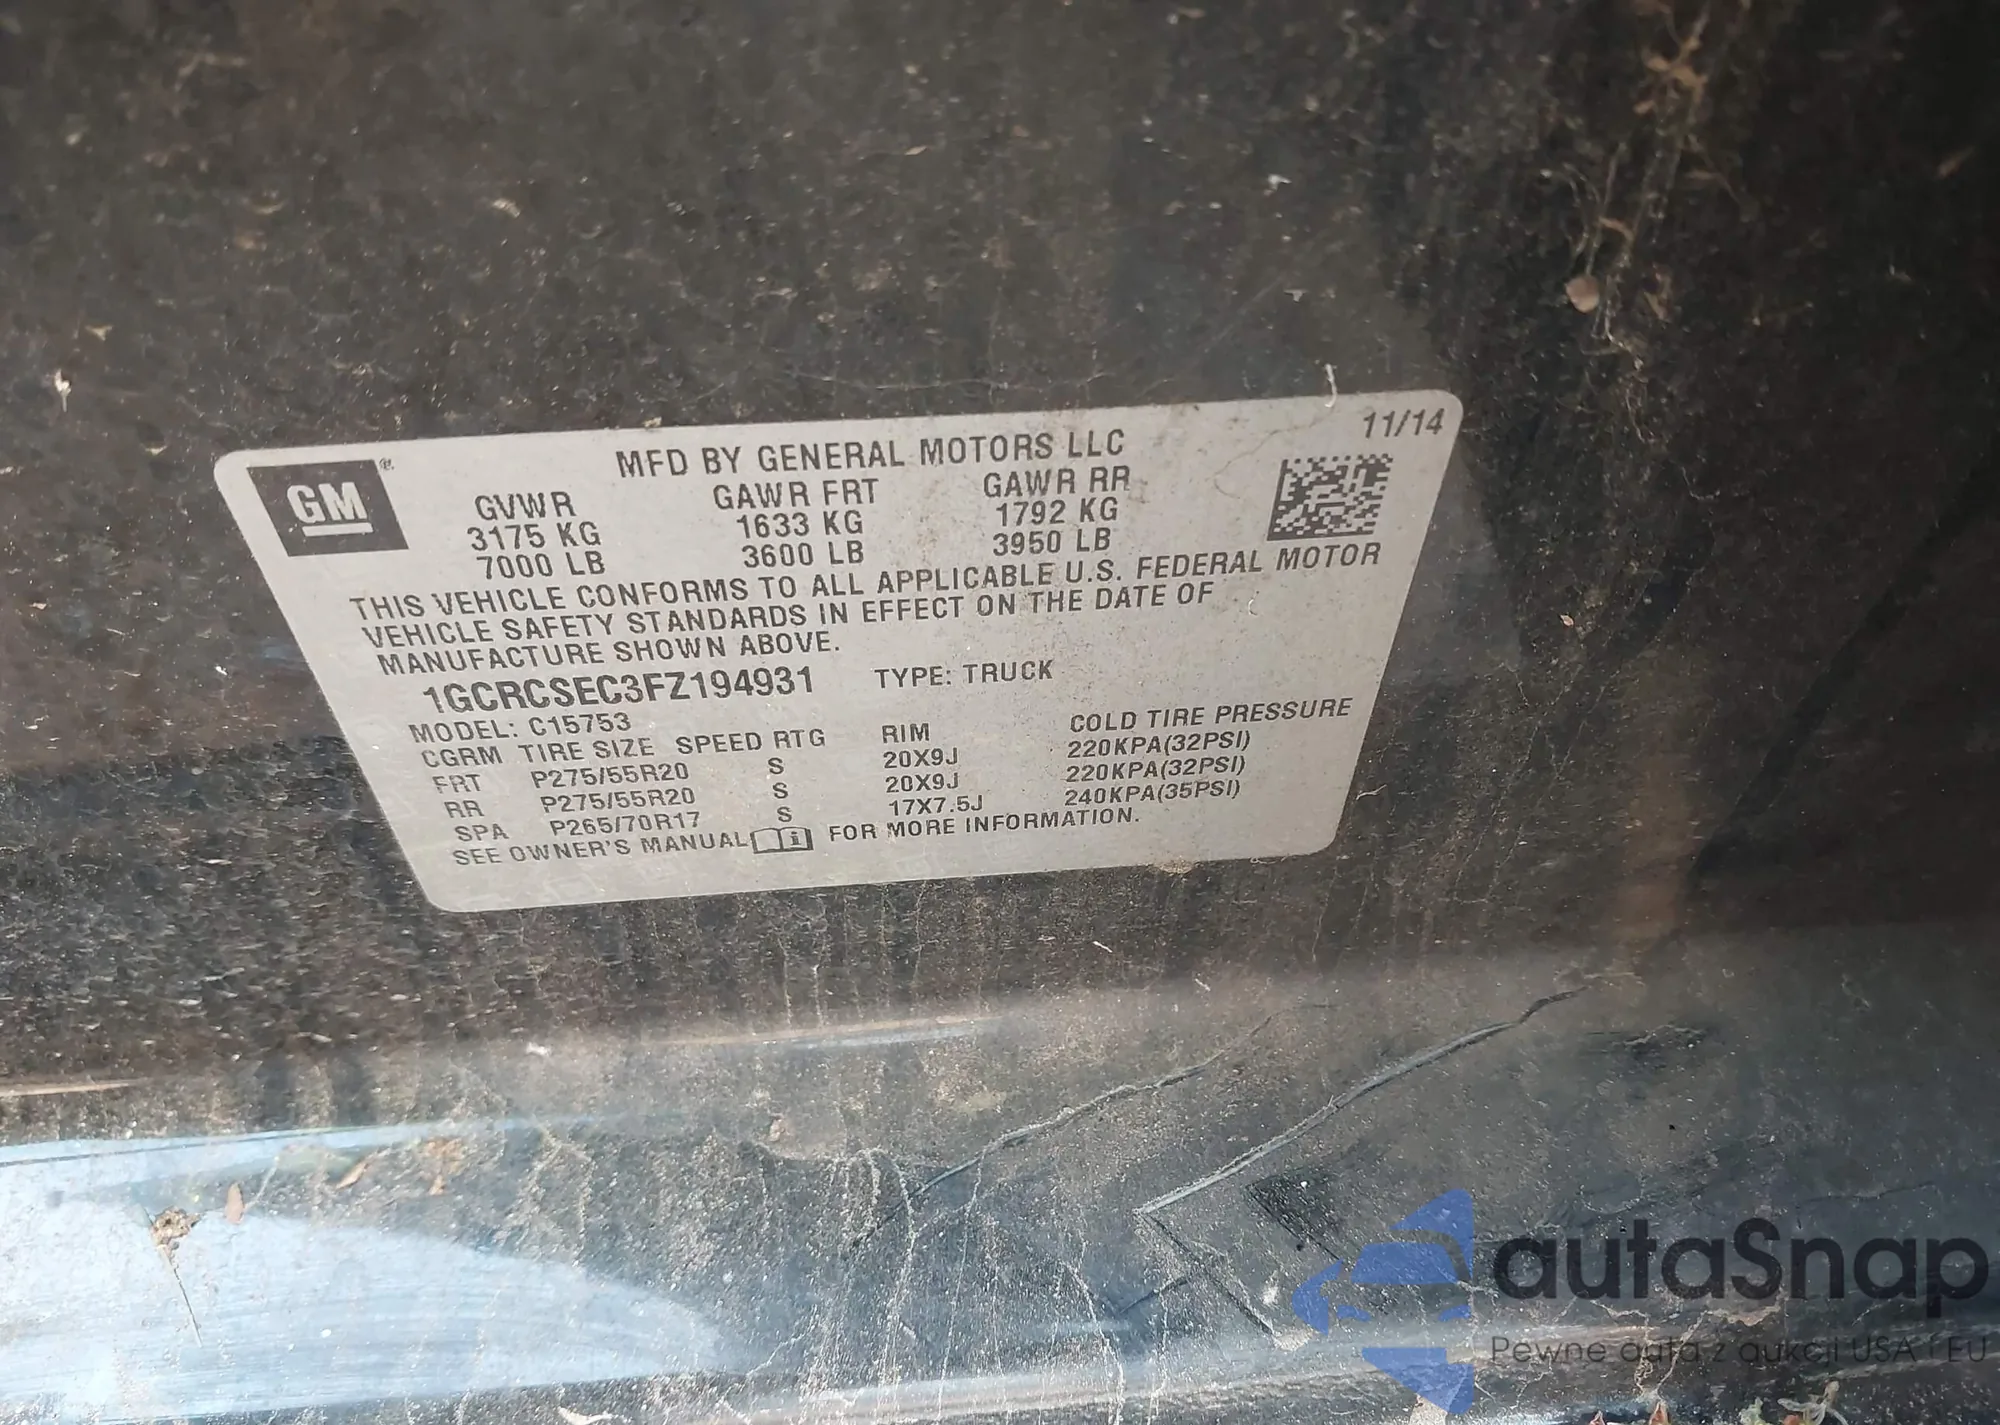 11/14
GM ®
MFD BY GENERAL MOTORS LLC
GVWR GAWR FRT GAWR RR
3175 KG 1633 KG 1792 KG
7000 LB 3600 LB 3950 LB
THIS VEHICLE CONFORMS TO ALL APPLICABLE U.S. FEDERAL MOTOR
VEHICLE SAFETY STANDARDS IN EFFECT ON THE DATE OF
MANUFACTURE SHOWN ABOVE.
1GCRCSEC3FZ194931 TYPE: TRUCK
MODEL: C15753
CGRM TIRE SIZE SPEED RTG RIM COLD TIRE PRESSURE
FRT P275/55R20 S 20X9J 220KPA(32PSI)
RR P275/55R20 S 20X9J 220KPA(32PSI)
SPA P265/70R17 S 17X7.5J 240KPA(35PSI)
SEE OWNER'S MANUAL i FOR MORE INFORMATION.
autaSnap
Pewne auta z aukcji USA i EU